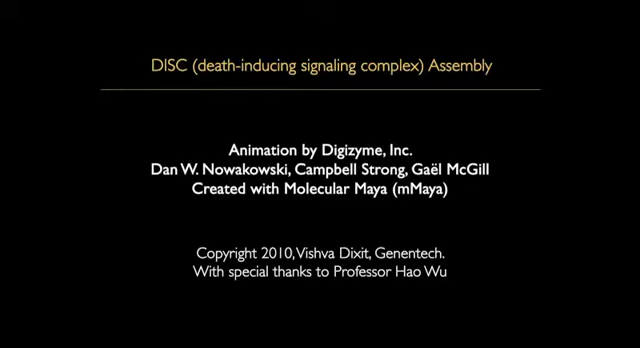 DISC (death-inducing signaling complex) Assembly
Animation by Digizyme, Inc.
Dan W. Nowakowski, Campbell Strong, Gaël McGill
Created with Molecular Maya (mMaya)
Copyright 2010, Vishva Dixit, Genentech.
With special thanks to Professor Hao Wu